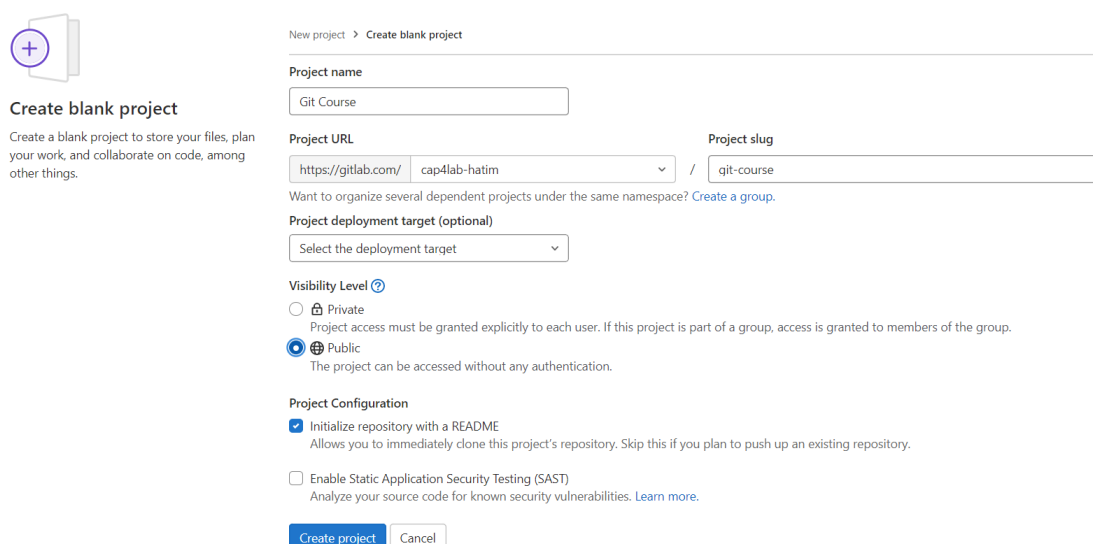 New project > Create blank project
Create blank project
Create a blank project to store your files, plan
your work, and collaborate on code, among
other things.
Project name
Git Course
Project URL
Project slug
https://gitlab.com/ cap4lab-hatim / git-course
Want to organize several dependent projects under the same namespace? Create a group.
Project deployment target (optional)
Select the deployment target
Visibility Level
Private
Project access must be granted explicitly to each user. If this project is part of a group, access is granted to members of the group.
Public
The project can be accessed without any authentication.
Project Configuration
Initialize repository with a README
Allows you to immediately clone this project's repository. Skip this if you plan to push up an existing repository.
Enable Static Application Security Testing (SAST)
Analyze your source code for known security vulnerabilities. Learn more.
Create project Cancel